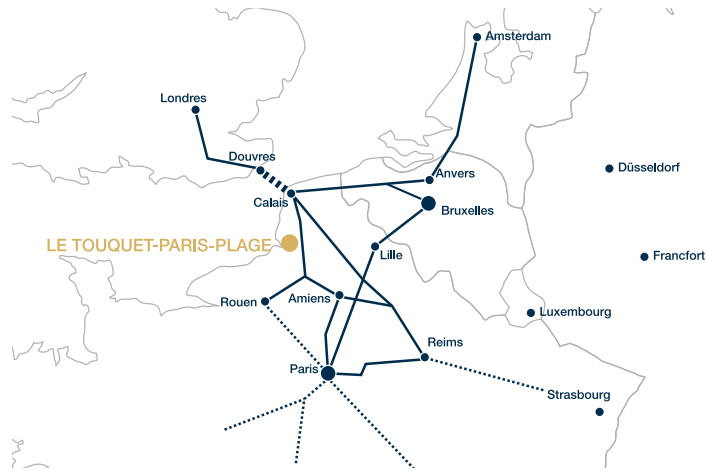 Amsterdam
Londres
Douvres
Düsseldorf
Anvers
Calais
Bruxelles
LE TOUQUET-PARIS-PLAGE
Lille
Francfort
Rouen
Amiens
Luxembourg
Reims
Paris
Strasbourg